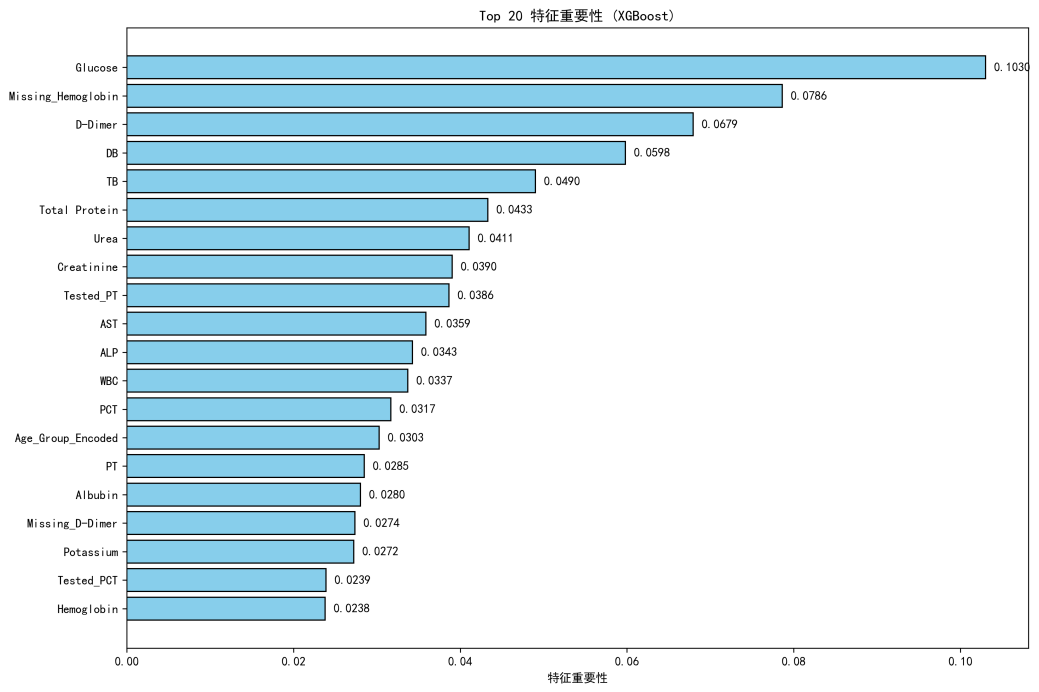 Top 20 特征重要性 (XGBoost)
Glucose 0.1030
Missing_Hemoglobin 0.0786
D-Dimer 0.0679
DB 0.0598
TB 0.0490
Total Protein 0.0433
Urea 0.0411
Creatinine 0.0390
Tested_PT 0.0386
AST 0.0359
ALP 0.0343
WBC 0.0337
PCT 0.0317
Age_Group_Encoded 0.0303
PT 0.0285
Albubin 0.0280
Missing_D-Dimer 0.0274
Potassium 0.0272
Tested_PCT 0.0239
Hemoglobin 0.0238
0.00 0.02 0.04 0.06 0.08 0.10
特征重要性